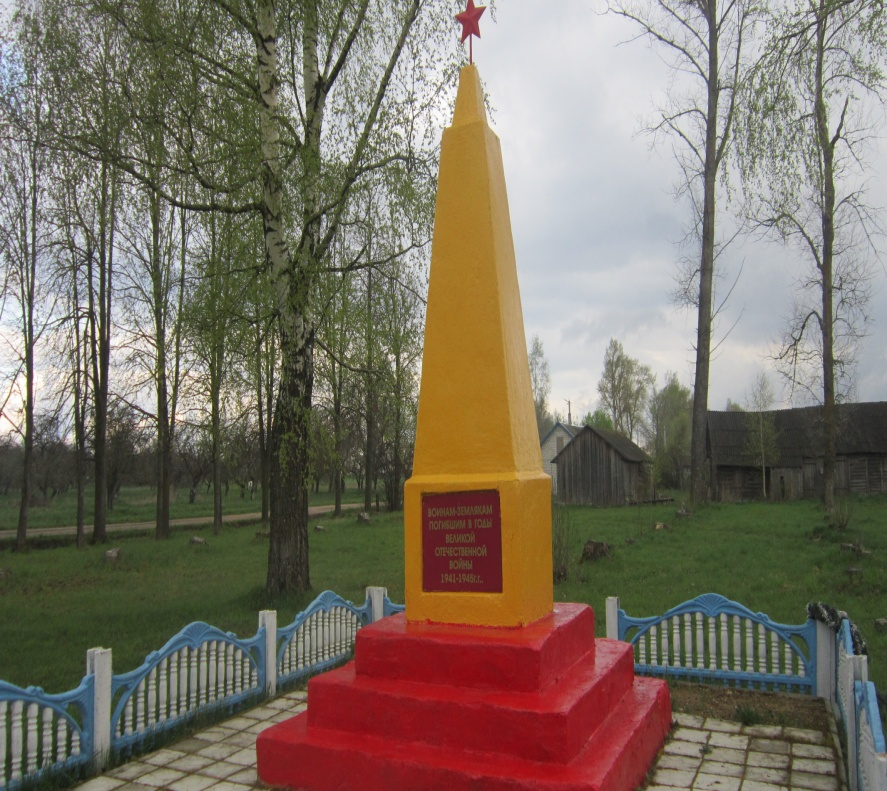 ВОИНАМ-ЗЕМЛЯКАМ
ПОГИБШИМ В ГОДЫ
ВЕЛИКОЙ
ОТЕЧЕСТВЕННОЙ
ВОЙНЫ
1941-1945г.г.